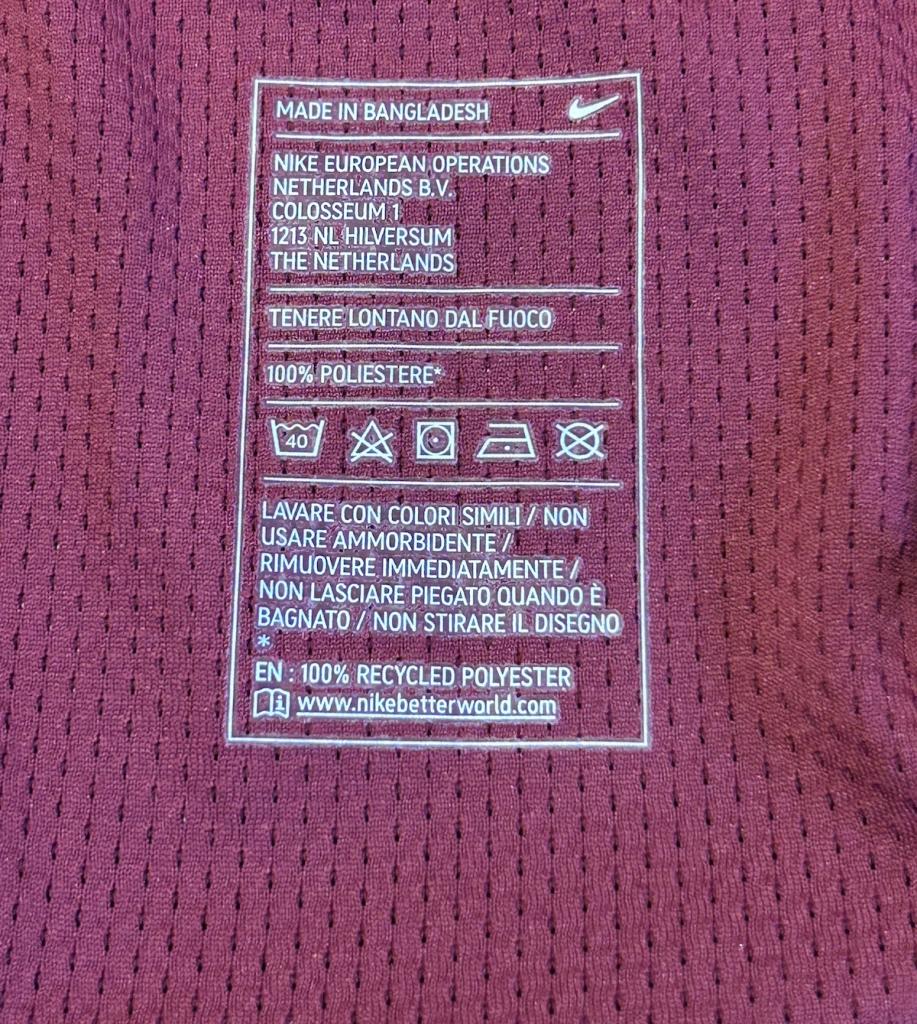 MADE IN BANGLADESH
NIKE EUROPEAN OPERATIONS
NETHERLANDS B.V.
COLOSSEUM 1
1213 NL HILVERSUM
THE NETHERLANDS
TENERE LONTANO DAL FUOCO
100% POLIESTERE*
40
LAVARE CON COLORI SIMILI / NON
USARE AMMORBIDENTE /
RIMUOVERE IMMEDIATAMENTE /
NON LASCIARE PIEGATO QUANDO È
BAGNATO / NON STIRARE IL DISEGNO
*
EN : 100% RECYCLED POLYESTER
www.nikebetterworld.com